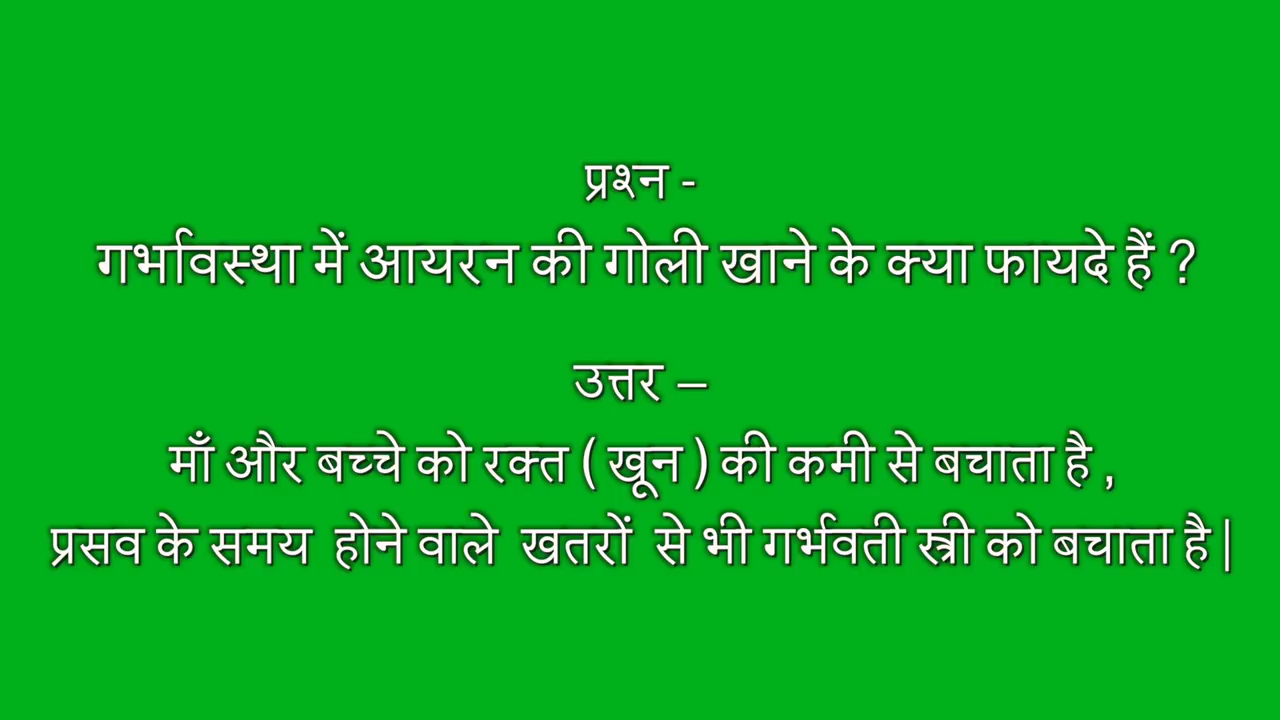 प्रश्न -
गर्भावस्था में आयरन की गोली खाने के क्या फायदे हैं ?
उत्तर –
माँ और बच्चे को रक्त ( खून ) की कमी से बचाता है ,
प्रसव के समय होने वाले खतरों से भी गर्भवती स्त्री को बचाता है|